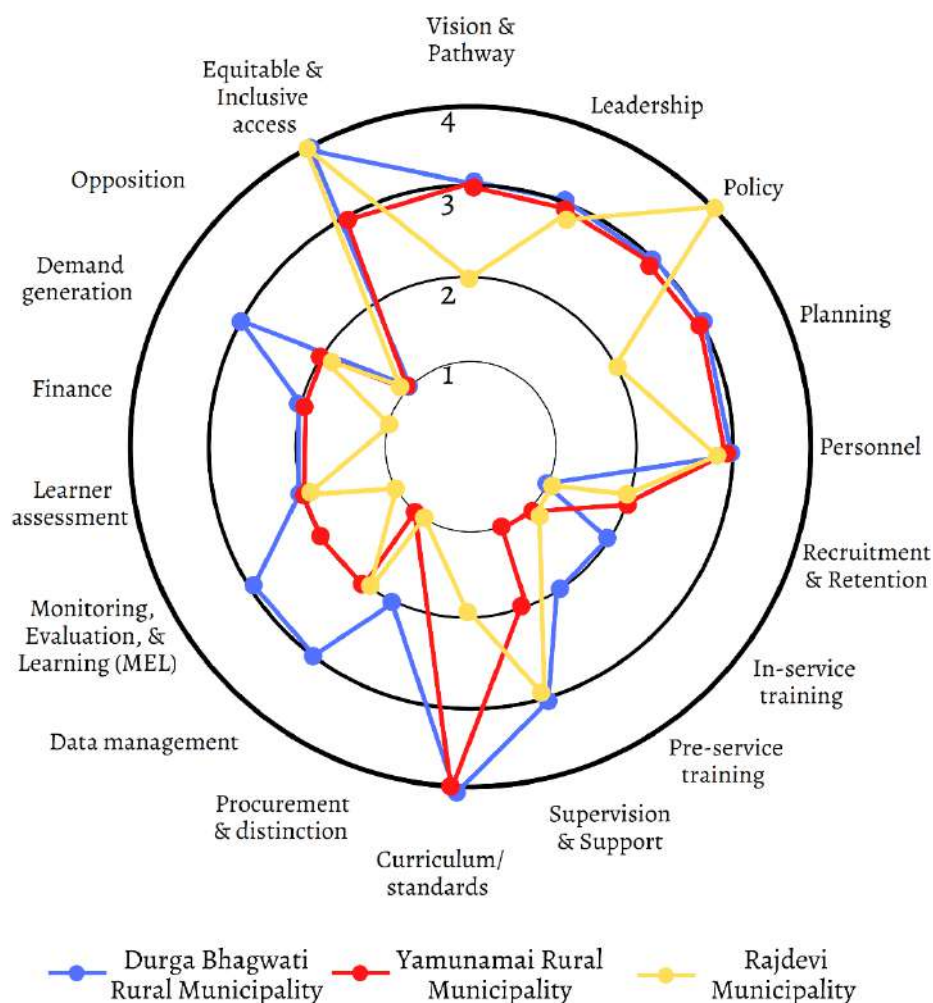 Vision &
Pathway
Equitable &
Inclusive
access
Leadership
4
Opposition
Policy
3
Demand
generation
2
Planning
1
Finance
Personnel
Learner
assessment
Recruitment
& Retention
Monitoring,
Evaluation, &
Learning (MEL)
In-service
training
Data management
Pre-service
training
Procurement
& distinction
Supervision
& Support
Curriculum/
standards
Durga Bhagwati
Rural Municipality
Yamunamai Rural
Municipality
Rajdevi
Municipality